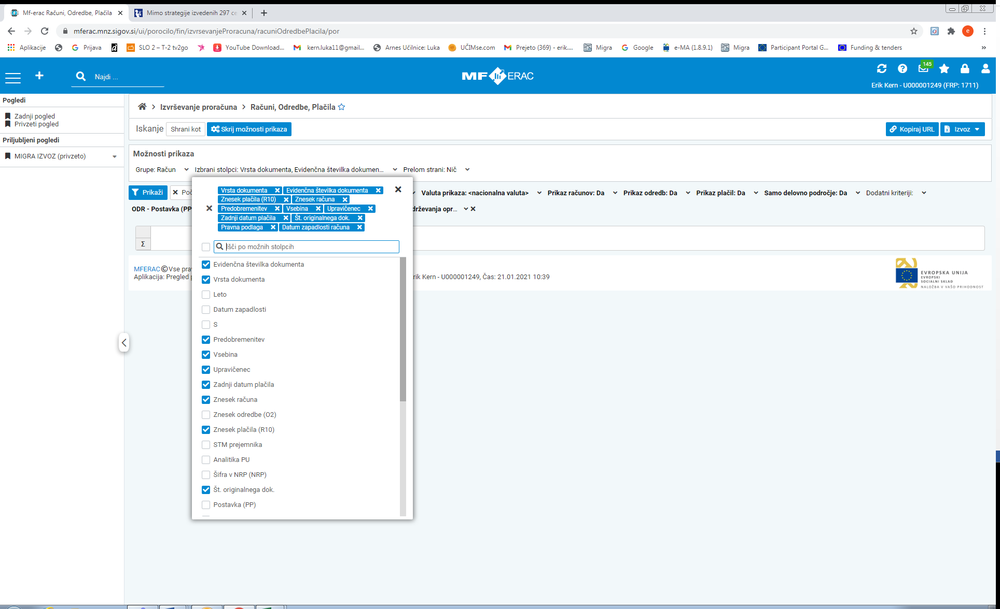 Mf-erac Računi, Odredbe, Plačila
Mimo strategije izvedenih 297 ce
mferac.mnz.sigov.si/ui/porocilo/fin/izvrsevanjeProracuna/racuniOdredbePlacila/por
e
Aplikacije
Prijava
SLO 2 – T-2 tv2go
YouTube Download...
kern.luka11@gmail...
Arnes Učilnice: Luka
UČIMse.com
Prejeto (369) - erik....
Migra
Google
e-MA (1.8.9.1)
Migra
Participant Portal G...
Funding & tenders
»
Najdi ...
MF ERAC
145
Erik Kern - U000001249 (FRP: 1711)
Pogledi
Zadnji pogled
Privzeti pogled
Priljubljeni pogledi
MIGRA IZVOZ (privzeto)
Izvrševanje proračuna
Računi, Odredbe, Plačila
Iskanje
Shrani kot
Skrij možnosti prikaza
Kopiraj URL
Izvoz
Možnosti prikaza
Grupe: Račun
Izbrani stolpci: Vrsta dokumenta, Evidenčna številka dokumen...
Prelom strani: Nič
Prikaži
Valuta prikaza: <nacionalna valuta>
Prikaz računov: Da
Prikaz odredb: Da
Prikaz plačil: Da
Samo delovno področje: Da
Dodatni kriteriji:
ODR - Postavka (PP
državanja opr...
Vrsta dokumenta
Evidenčna številka dokumenta
Znesek plačila (R10)
Znesek računa
Predobremenitev
Vsebina
Upravičenec
Zadnji datum plačila
Št. originalnega dok.
Pravna podlaga
Datum zapadlosti računa
Išči po možnih stolpcih
Evidenčna številka dokumenta
Vrsta dokumenta
Leto
Datum zapadlosti
S
Predobremenitev
Vsebina
Upravičenec
Zadnji datum plačila
Znesek računa
Znesek odredbe (O2)
Znesek plačila (R10)
STM prejemnika
Analitika PU
Šifra v NRP (NRP)
Št. originalnega dok.
Postavka (PP)
Σ
MFERAC © Vse pra
Aplikacija: Pregled
rik Kern - U000001249, Čas: 21.01.2021 10:39
EVROPSKA UNIJA
EVROPSKI
SOCIALNI SKLAD
NALOŽBA V VAŠO PRIHODNOST